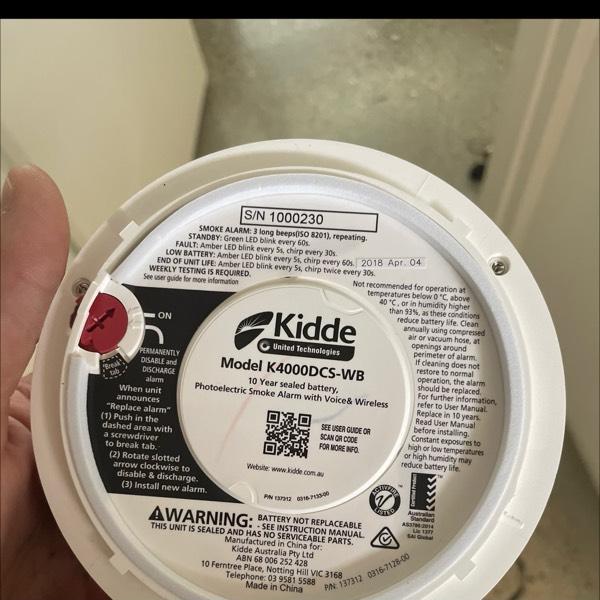 S/N 1000230
SMOKE ALARM: 3 long beeps(ISO 8201), repeating.
STANDBY: Green LED blink every 60s.
FAULT: Amber LED blink every 5s, chirp every 30s.
LOW BATTERY: Amber LED blink every 5s, chirp every 60s.
END OF UNIT LIFE: Amber LED blink every 5s, chirp twice every 30s.
WEEKLY TESTING IS REQUIRED.
See user guide for more information
2018 Apr. 04
Not recommended for operation at
temperatures below 0 °C, above
40 °C, or in humidity higher
than 93%, as these conditions
reduce battery life. Clean
annually using compressed
air or vacuum hose, at
openings around
perimeter of alarm.
If cleaning does not
restore to normal
operation, the alarm
should be replaced.
For further information,
refer to User Manual.
Replace in 10 years.
Read User Manual
before installing.
Constant exposures to
high or low temperatures
or high humidity may
reduce battery life.
ON
PERMANENTLY
DISABLE and
DISCHARGE
alarm
Break
tab
When unit
announces
"Replace alarm"
(1) Push in the
dashed area with
a screwdriver
to break tab.
(2) Rotate slotted
arrow clockwise to
disable & discharge.
(3) Install new alarm.
Kidde
United Technologies
Model K4000DCS-WB
10 Year sealed battery,
Photoelectric Smoke Alarm with Voice& Wireless
SEE USER GUIDE OR
SCAN QR CODE
FOR MORE INFO.
Website: www.kidde.com.au
P/N 137312 0316-7133-00
ACTIVFIRE
LISTED
Certified Product
Australian
Standard
AS3786:2014
Lic 1377
SAI Global
WARNING: BATTERY NOT REPLACEABLE
- SEE INSTRUCTION MANUAL.
THIS UNIT IS SEALED AND HAS NO SERVICEABLE PARTS.
Manufactured in China for:
Kidde Australia Pty Ltd
ABN 68 006 252 428
10 Ferntree Place, Notting Hill VIC 3168
Telephone: 03 9581 5588
Made in China
P/N: 137312 0316-7128-00